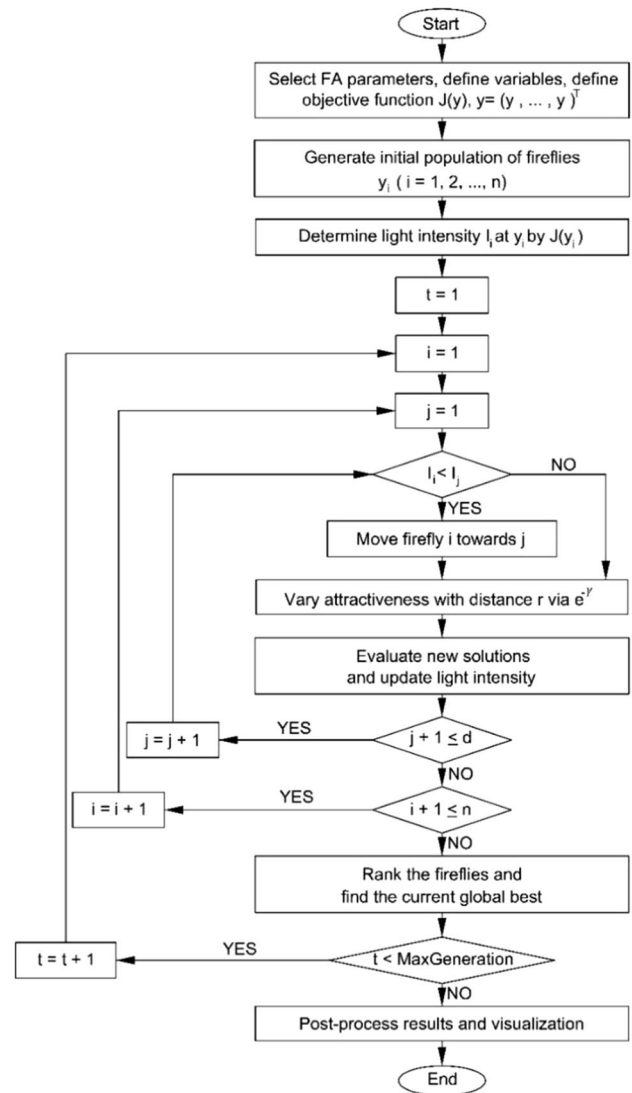 Start
Select FA parameters, define variables, define
objective function J(y), y= (y , ... , y )ᵀ
Generate initial population of fireflies
yᵢ ( i = 1, 2, ..., n)
Determine light intensity Iᵢ at yᵢ by J(yᵢ)
t = 1
i = 1
j = 1
Iᵢ < Iⱼ
NO
YES
Move firefly i towards j
Vary attractiveness with distance r via e⁻ᵞ
Evaluate new solutions
and update light intensity
j + 1 ≤ d
YES
j = j + 1
NO
i + 1 ≤ n
YES
i = i + 1
NO
Rank the fireflies and
find the current global best
t < MaxGeneration
YES
t = t + 1
NO
Post-process results and visualization
End